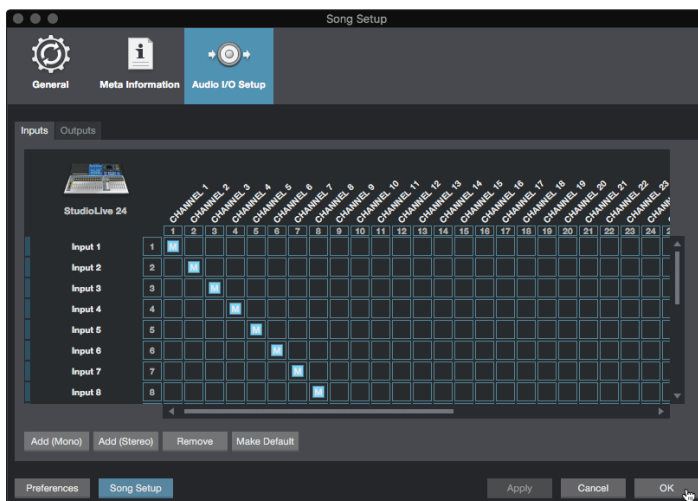 Song Setup
General Meta Information Audio I/O Setup
Inputs Outputs
StudioLive 24
CHANNEL 1 CHANNEL 2 CHANNEL 3 CHANNEL 4 CHANNEL 5 CHANNEL 6 CHANNEL 7 CHANNEL 8 CHANNEL 9 CHANNEL 10 CHANNEL 11 CHANNEL 12 CHANNEL 13 CHANNEL 14 CHANNEL 15 CHANNEL 16 CHANNEL 17 CHANNEL 18 CHANNEL 19 CHANNEL 20 CHANNEL 21 CHANNEL 22 CHANNEL 23
1 2 3 4 5 6 7 8 9 10 11 12 13 14 15 16 17 18 19 20 21 22 23 24 2
Input 1 1 M
Input 2 2 M
Input 3 3 M
Input 4 4 M
Input 5 5 M
Input 6 6 M
Input 7 7 M
Input 8 8 M
Add (Mono) Add (Stereo) Remove Make Default
Preferences Song Setup Apply Cancel OK